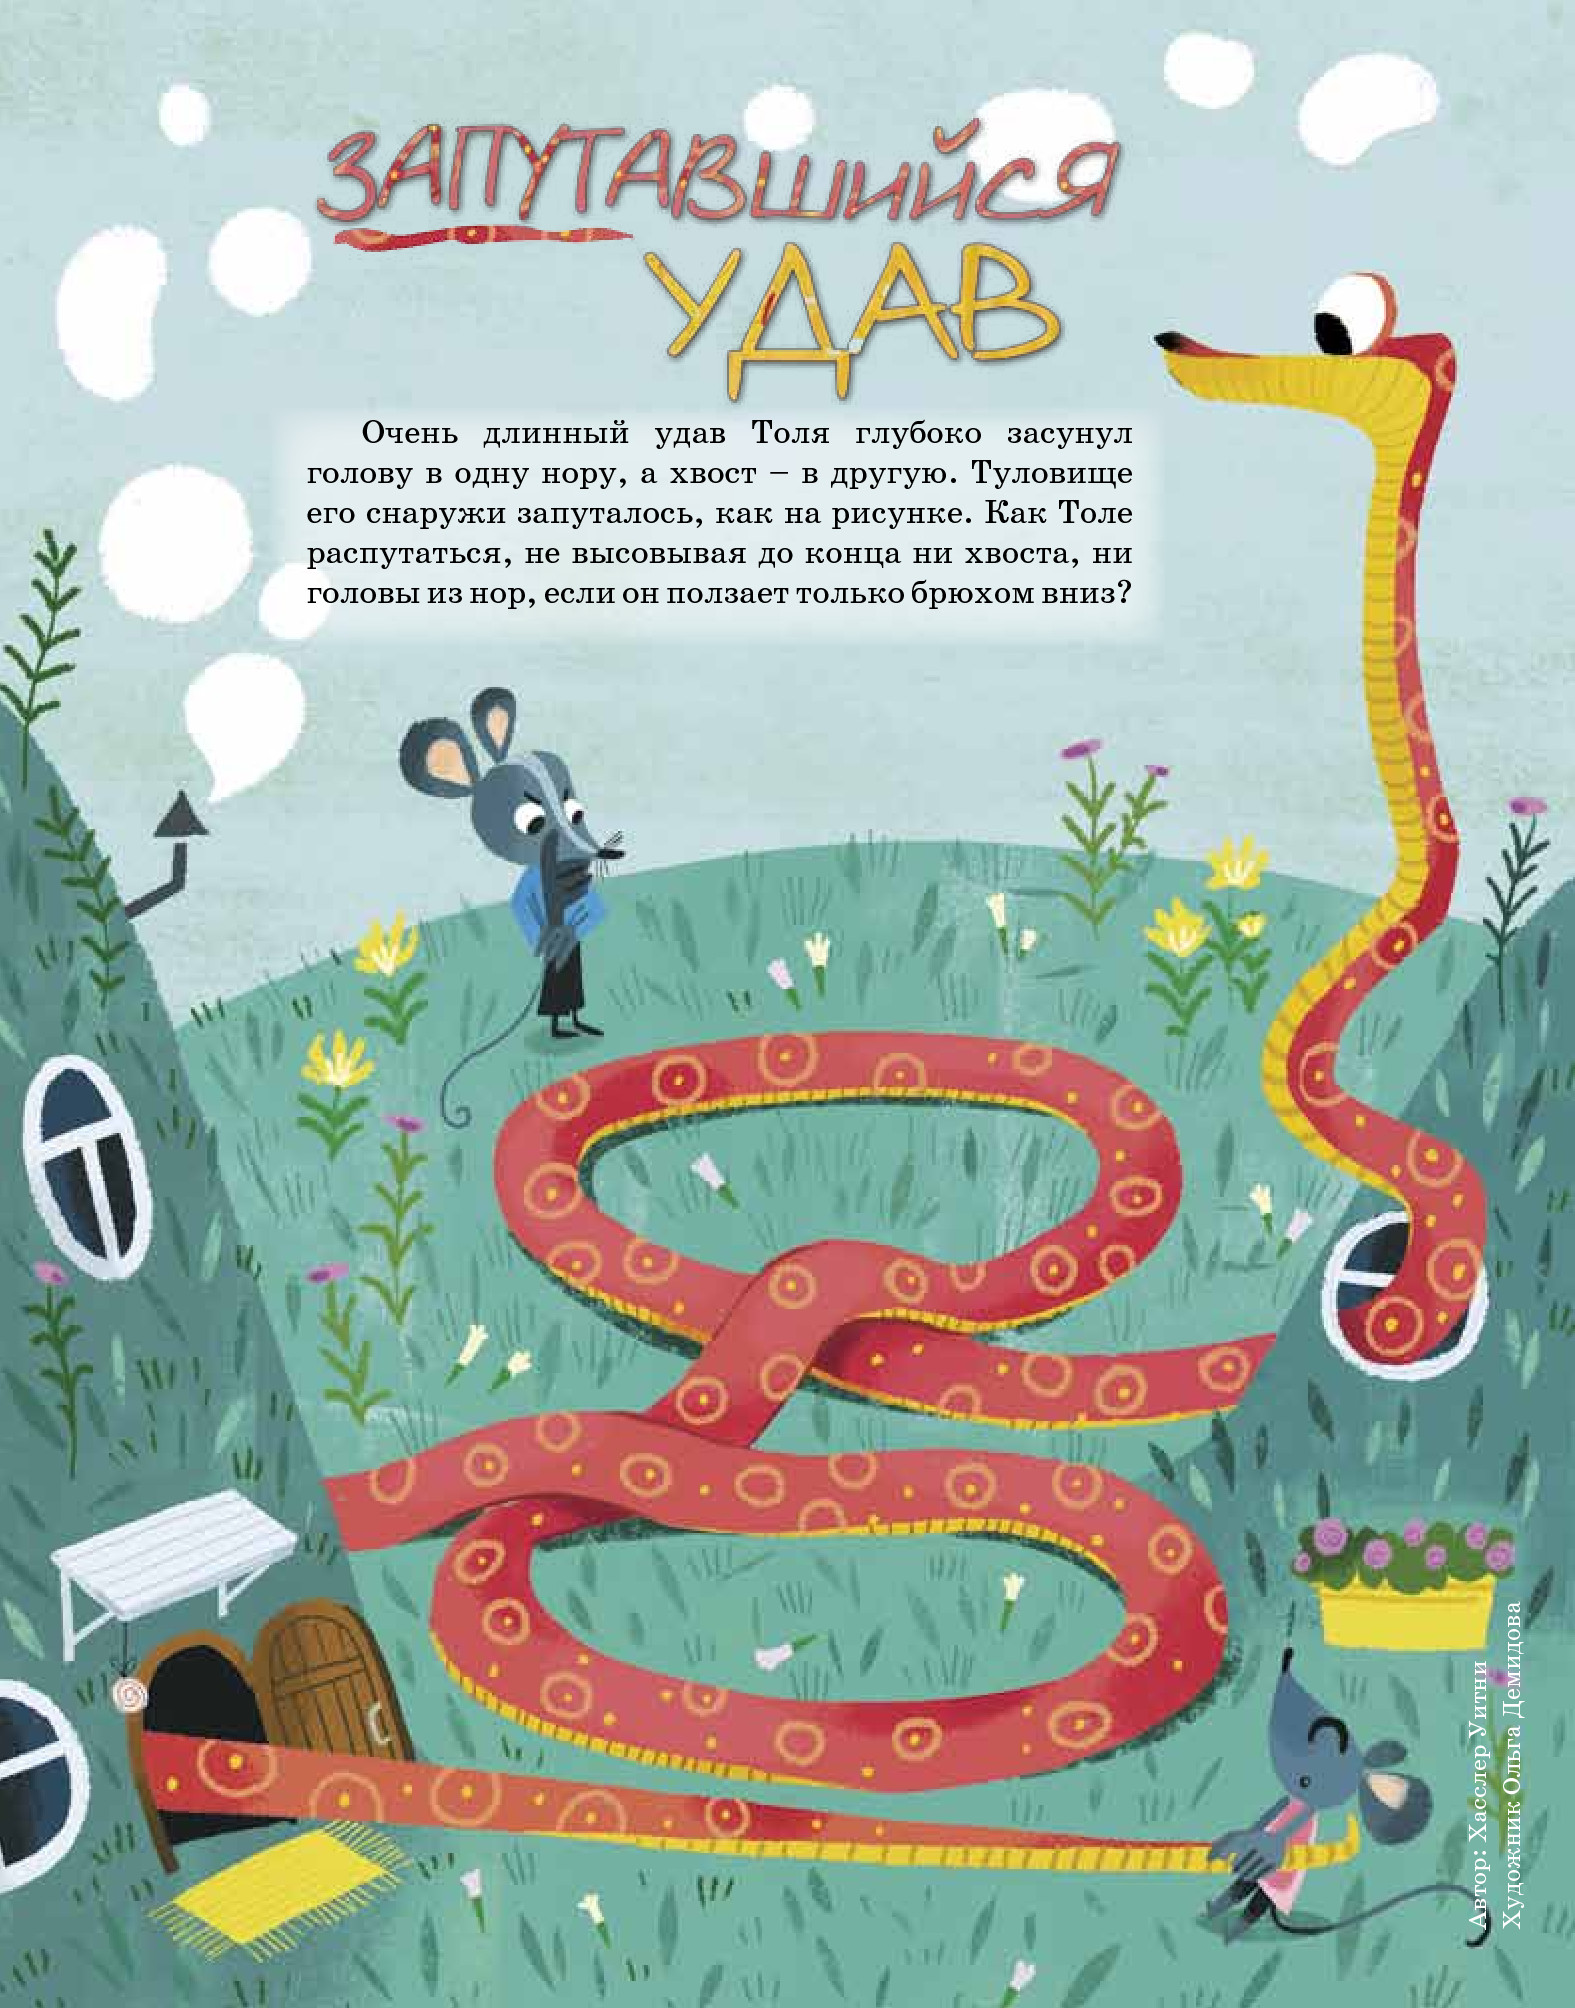 ЗАПУТАВШИЙСЯ
УДАВ
Очень длинный удав Толя глубоко засунул
голову в одну нору, а хвост – в другую. Туловище
его снаружи запуталось, как на рисунке. Как Толе
распутаться, не высовывая до конца ни хвоста, ни
головы из нор, если он ползает только брюхом вниз?
Автор: Хасслер Уитни
Художник Ольга Демидова